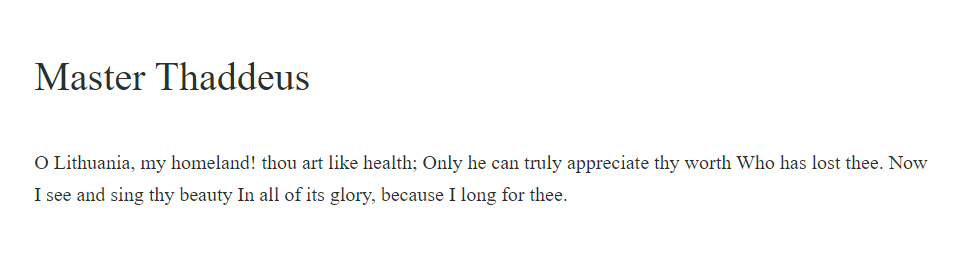 Master Thaddeus
O Lithuania, my homeland! thou art like health; Only he can truly appreciate thy worth Who has lost thee. Now
I see and sing thy beauty In all of its glory, because I long for thee.